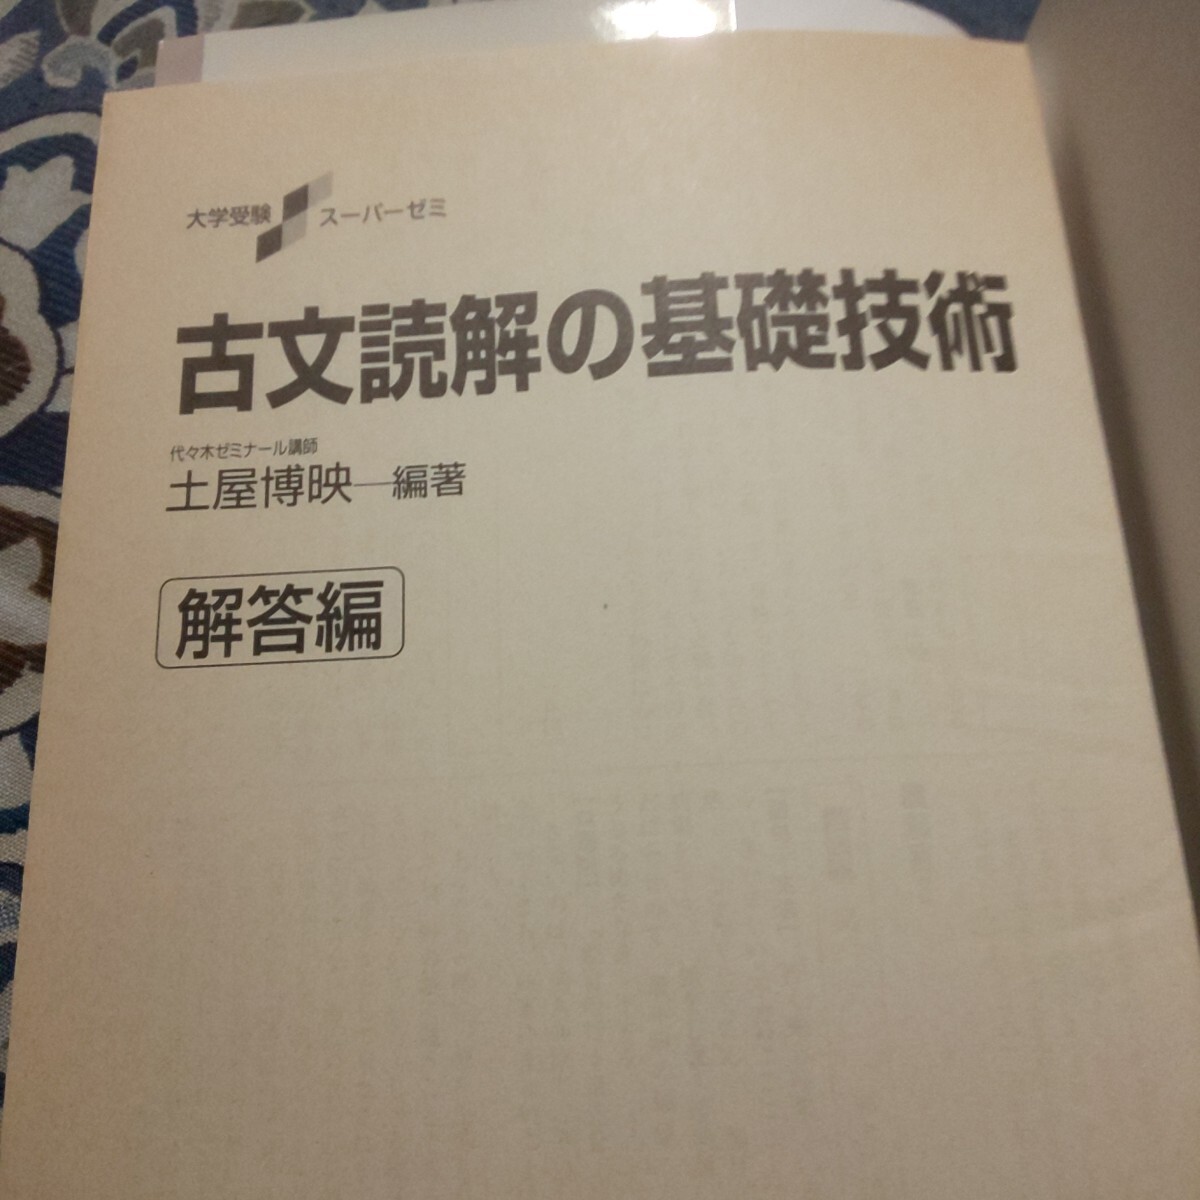 大学受験 スーパーゼミ
古文読解の基礎技術
代々木ゼミナール講師
土屋博映―編著
解答編